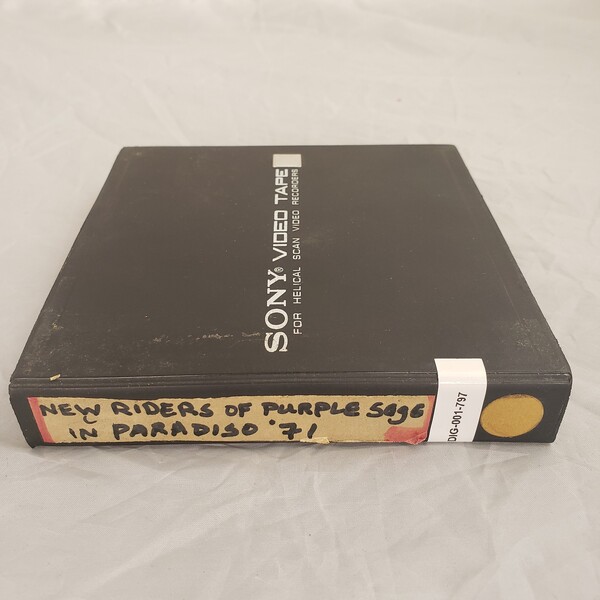 SONY® VIDEO TAPE
FOR HELICAL SCAN VIDEO RECORDERS
NEW RIDERS OF PURPLE Sage
IN PARADISO '71
DIG-001-797